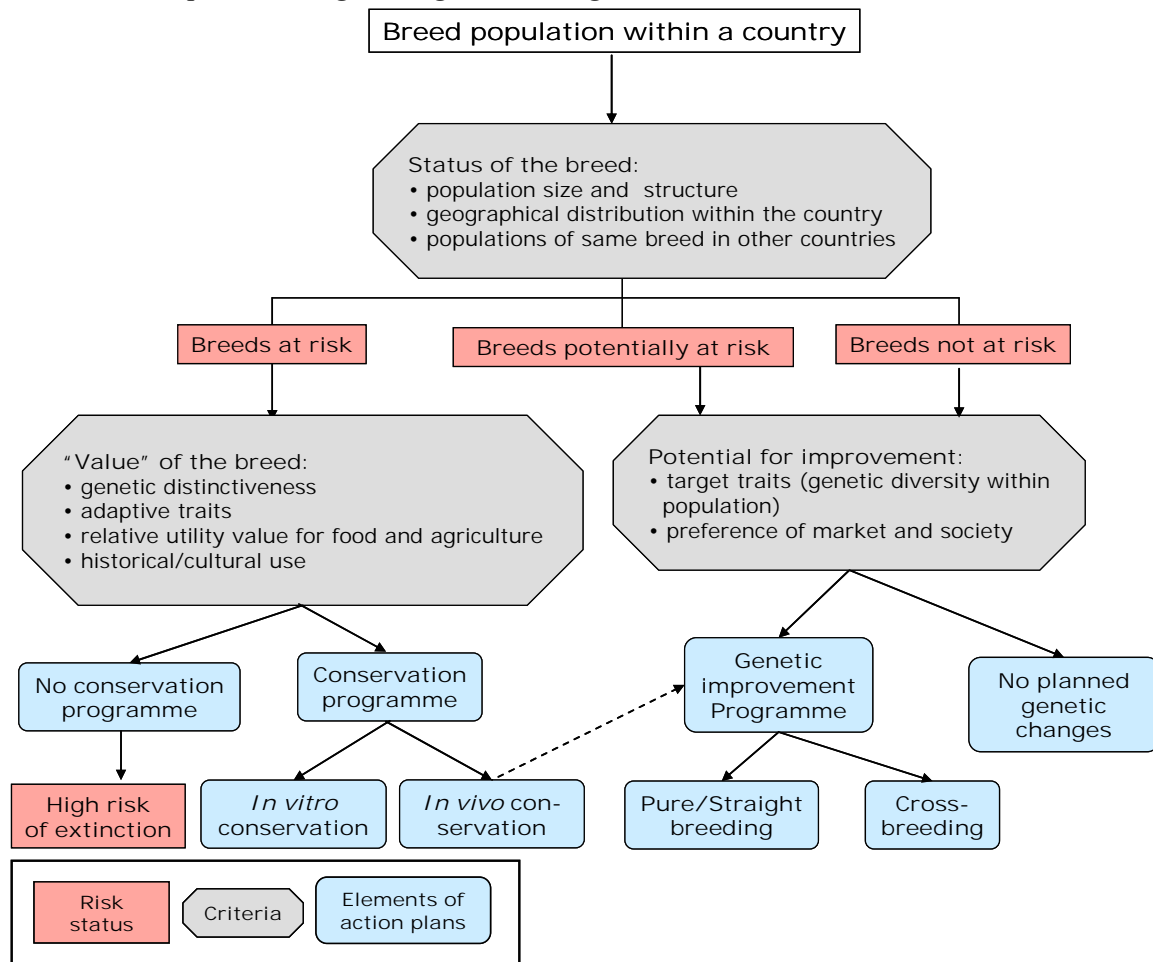 Breed population within a country
Status of the breed:
• population size and structure
• geographical distribution within the country
• populations of same breed in other countries
Breeds at risk
Breeds potentially at risk
Breeds not at risk
"Value" of the breed:
• genetic distinctiveness
• adaptive traits
• relative utility value for food and agriculture
• historical/cultural use
Potential for improvement:
• target traits (genetic diversity within
population)
• preference of market and society
No conservation
programme
Conservation
programme
Genetic
improvement
Programme
No planned
genetic
changes
High risk
of extinction
In vitro
conservation
In vivo con-
servation
Pure/Straight
breeding
Cross-
breeding
Risk
status
Criteria
Elements of
action plans